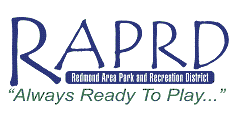 RAPRD
Redmond Area Park and Recreation District
"Always Ready To Play..."